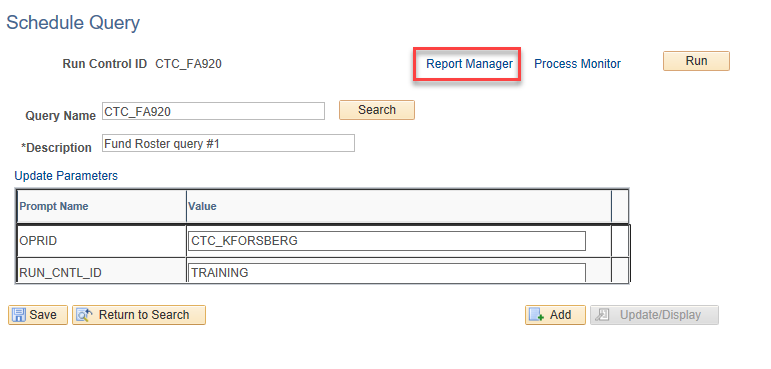 Schedule Query
Run Control ID CTC_FA920 Report Manager Process Monitor Run
Query Name CTC_FA920 Search
*Description Fund Roster query #1
Update Parameters
Prompt Name Value
OPRID CTC_KFORSBERG
RUN_CNTL_ID TRAINING
Save Return to Search Add Update/Display